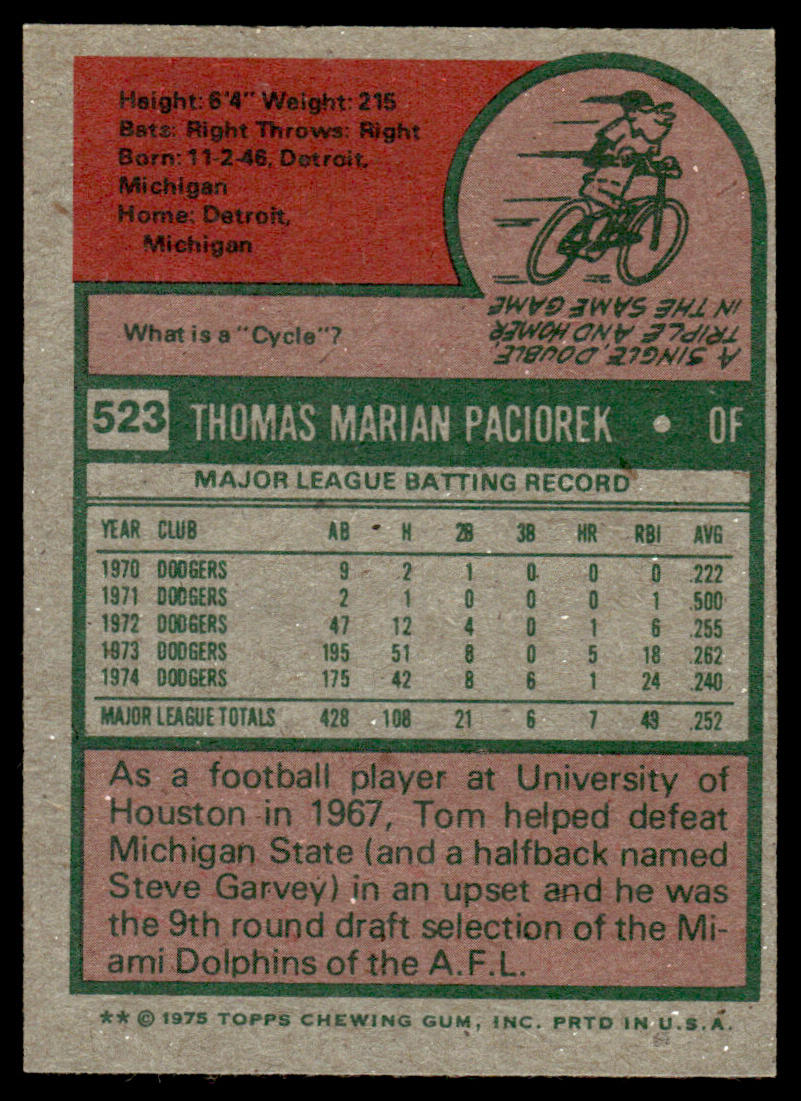 Height: 6'4" Weight: 215
Bats: Right Throws: Right
Born: 11-2-46, Detroit,
Michigan
Home: Detroit,
Michigan
What is a "Cycle"?
A SINGLE, DOUBLE,
TRIPLE AND HOMER
IN THE SAME GAME
523 THOMAS MARIAN PACIOREK • OF
MAJOR LEAGUE BATTING RECORD
YEAR CLUB AB H 2B 3B HR RBI AVG
1970 DODGERS 9 2 1 0 0 0 .222
1971 DODGERS 2 1 0 0 0 1 .500
1972 DODGERS 47 12 4 0 1 6 .255
1973 DODGERS 195 51 8 0 5 18 .262
1974 DODGERS 175 42 8 6 1 24 .240
MAJOR LEAGUE TOTALS 428 108 21 6 7 49 .252
As a football player at University of
Houston in 1967, Tom helped defeat
Michigan State (and a halfback named
Steve Garvey) in an upset and he was
the 9th round draft selection of the Mi-
ami Dolphins of the A.F.L.
** © 1975 TOPPS CHEWING GUM, INC. PRTD IN U.S.A.